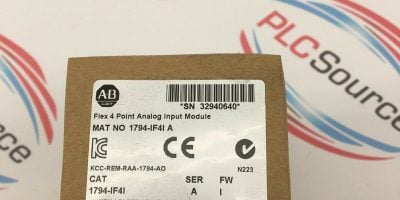 PLCSource
AB
*SN 32940640*
Flex 4 Point Analog Input Module
MAT NO 1794-IF4I A
KCC-REM-RAA-1794-AO
N223
CAT SER FW
1794-IF4I A I